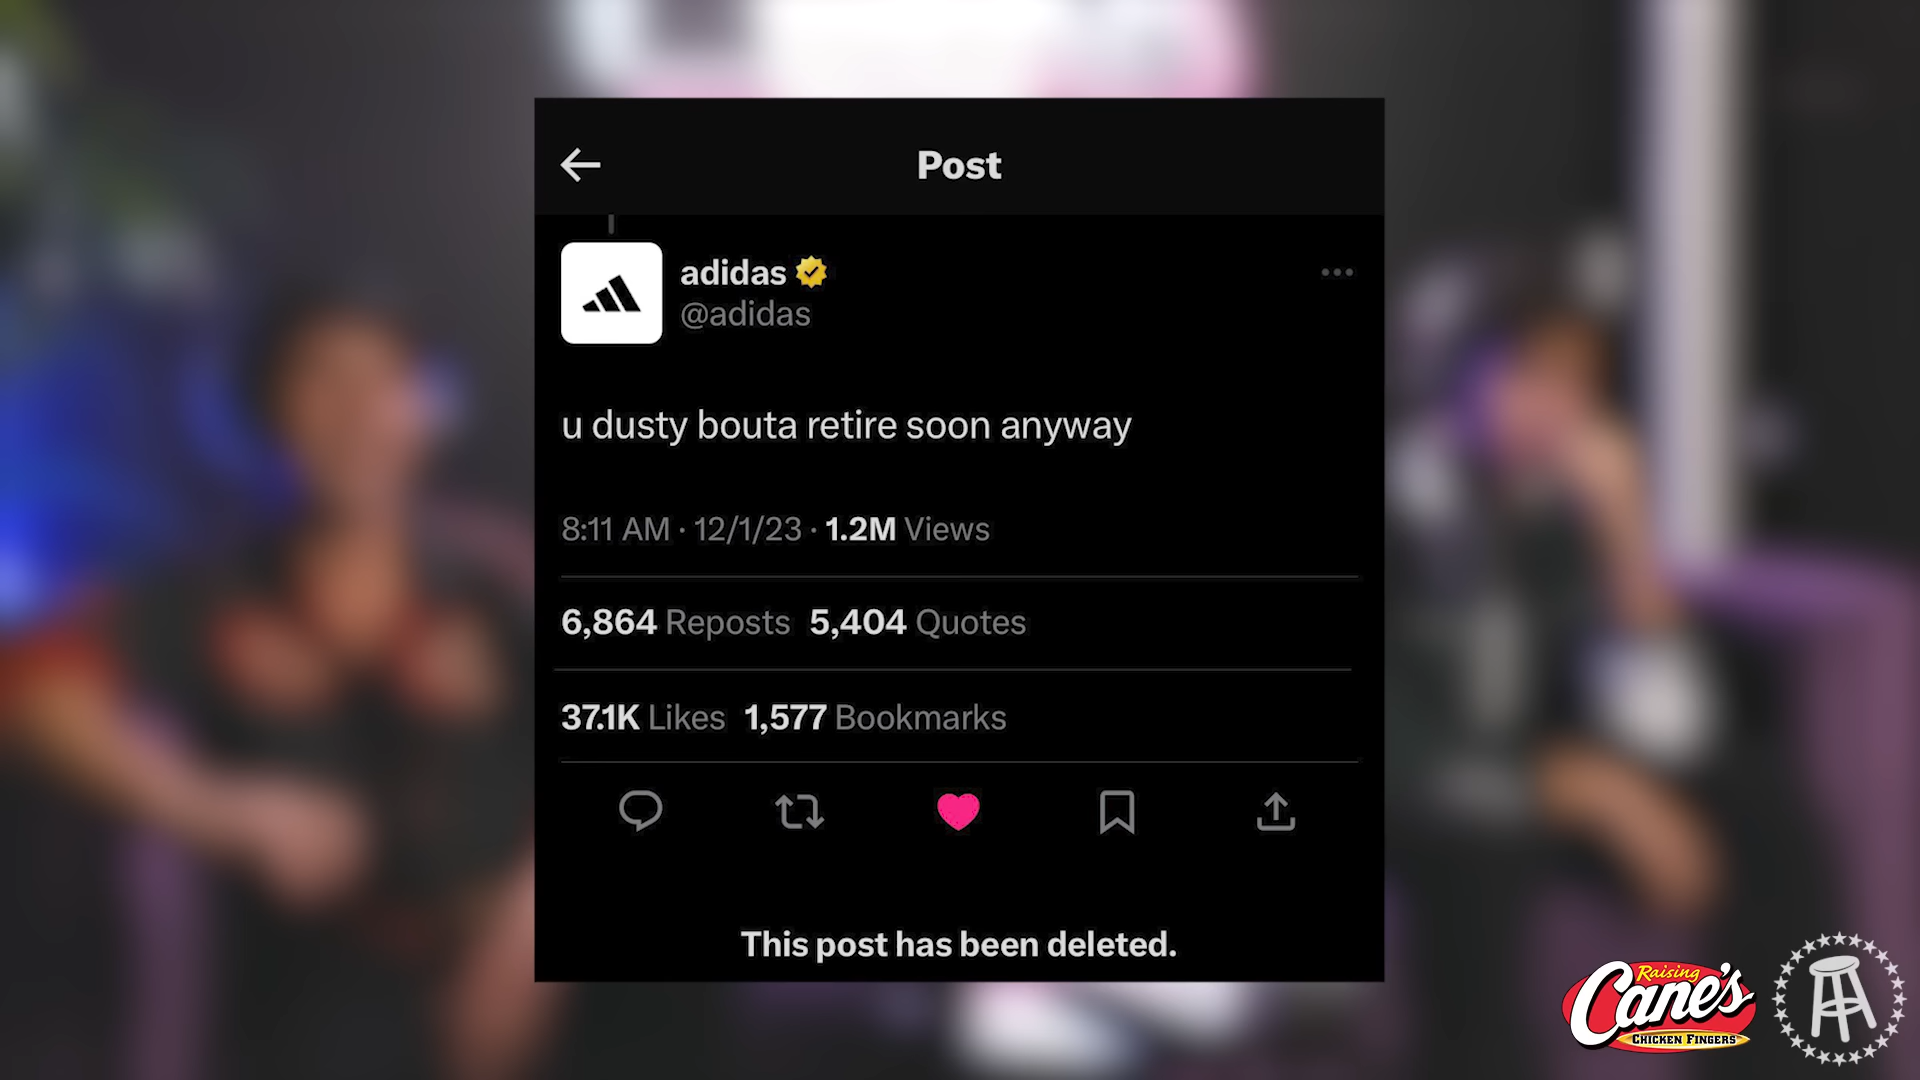 Post
adidas
@adidas
u dusty bouta retire soon anyway
8:11 AM · 12/1/23 · 1.2M Views
6,864 Reposts 5,404 Quotes
37.1K Likes 1,577 Bookmarks
This post has been deleted.
Raising
Cane's
CHICKEN FINGERS